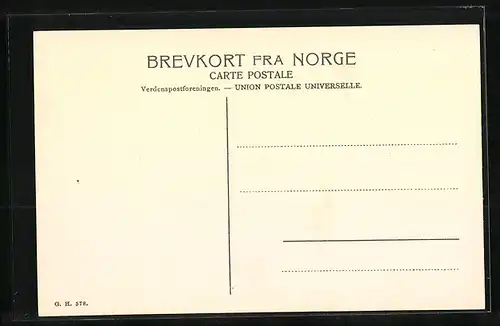 BREVKORT FRA NORGE
CARTE POSTALE
Verdenspostforeningen. — UNION POSTALE UNIVERSELLE.
G. H. 578.